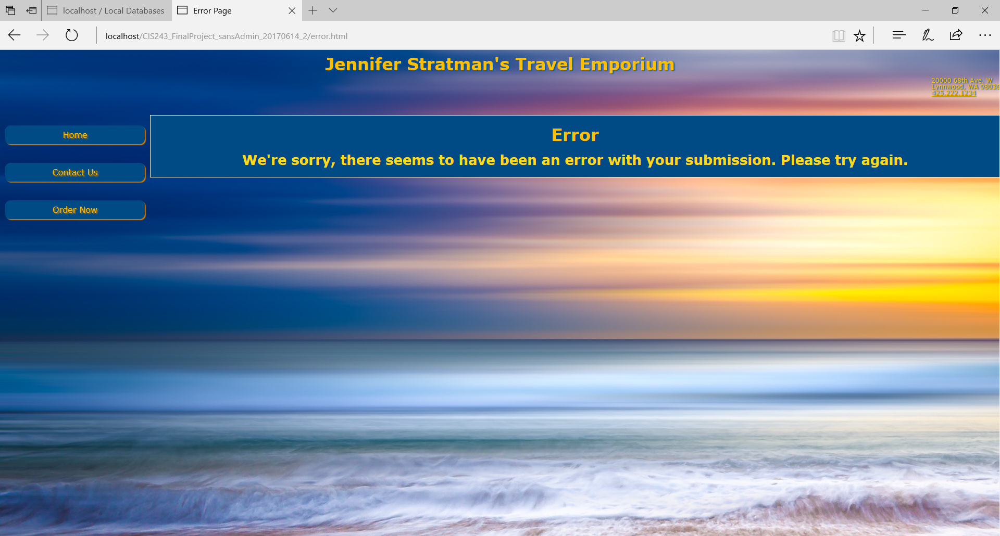 localhost / Local Databases
Error Page
localhost/CIS243_FinalProject_sansAdmin_20170614_2/error.html
Jennifer Stratman's Travel Emporium
20000 68th Ave. W
Lynnwood, WA 98036
425.222.1234
Home
Error
We're sorry, there seems to have been an error with your submission. Please try again.
Contact Us
Order Now